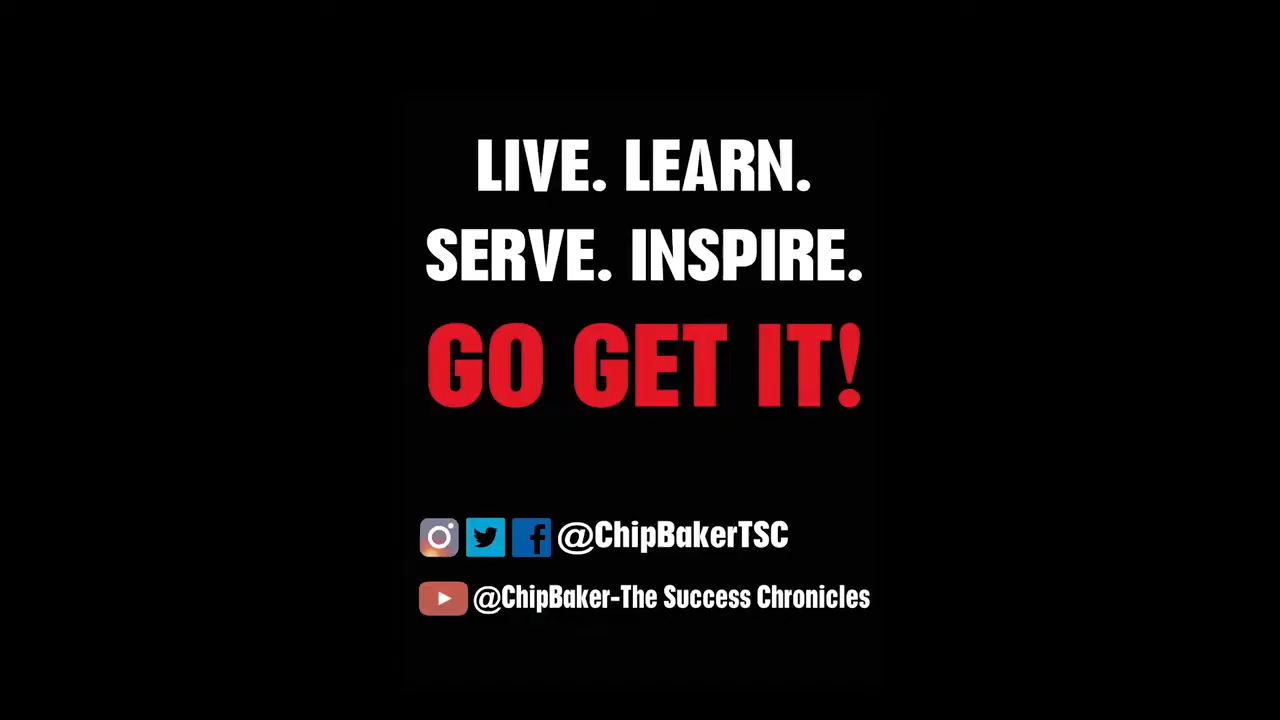 LIVE. LEARN.
SERVE. INSPIRE.
GO GET IT!
@ChipBakerTSC
@ChipBaker-The Success Chronicles